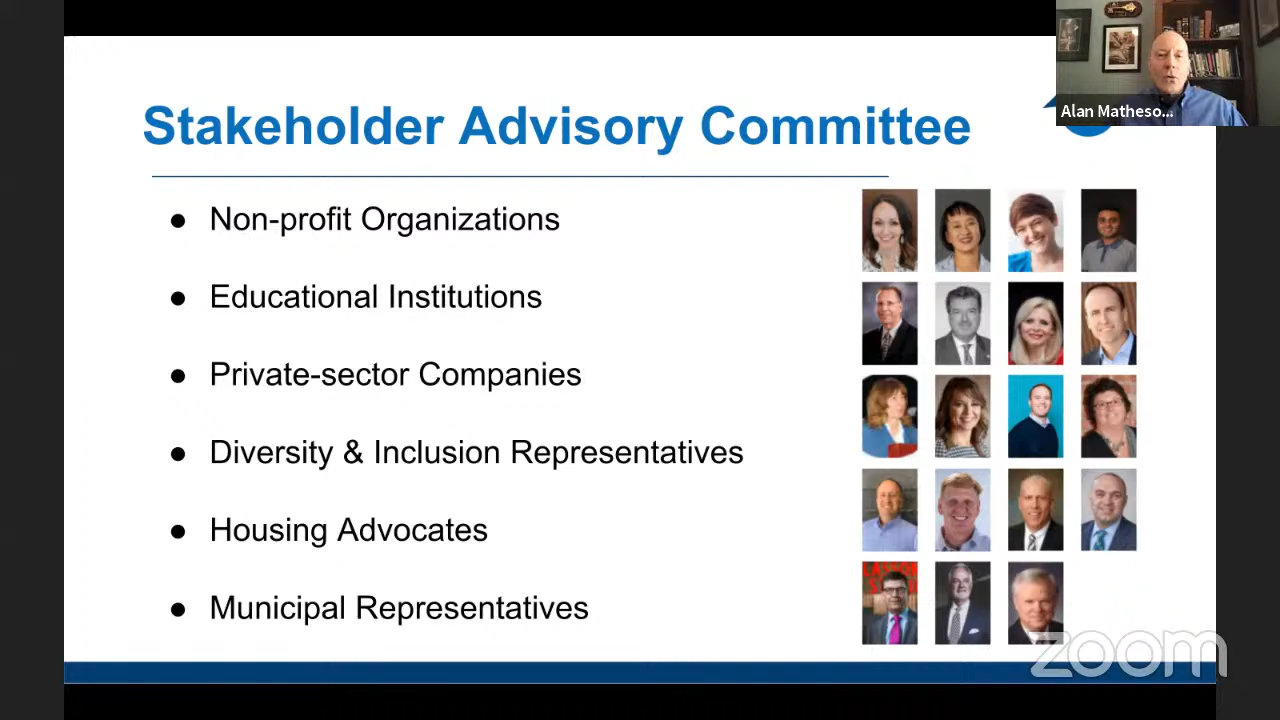 Stakeholder Advisory Committee
Alan Matheso...
● Non-profit Organizations
● Educational Institutions
● Private-sector Companies
● Diversity & Inclusion Representatives
● Housing Advocates
● Municipal Representatives
zoom